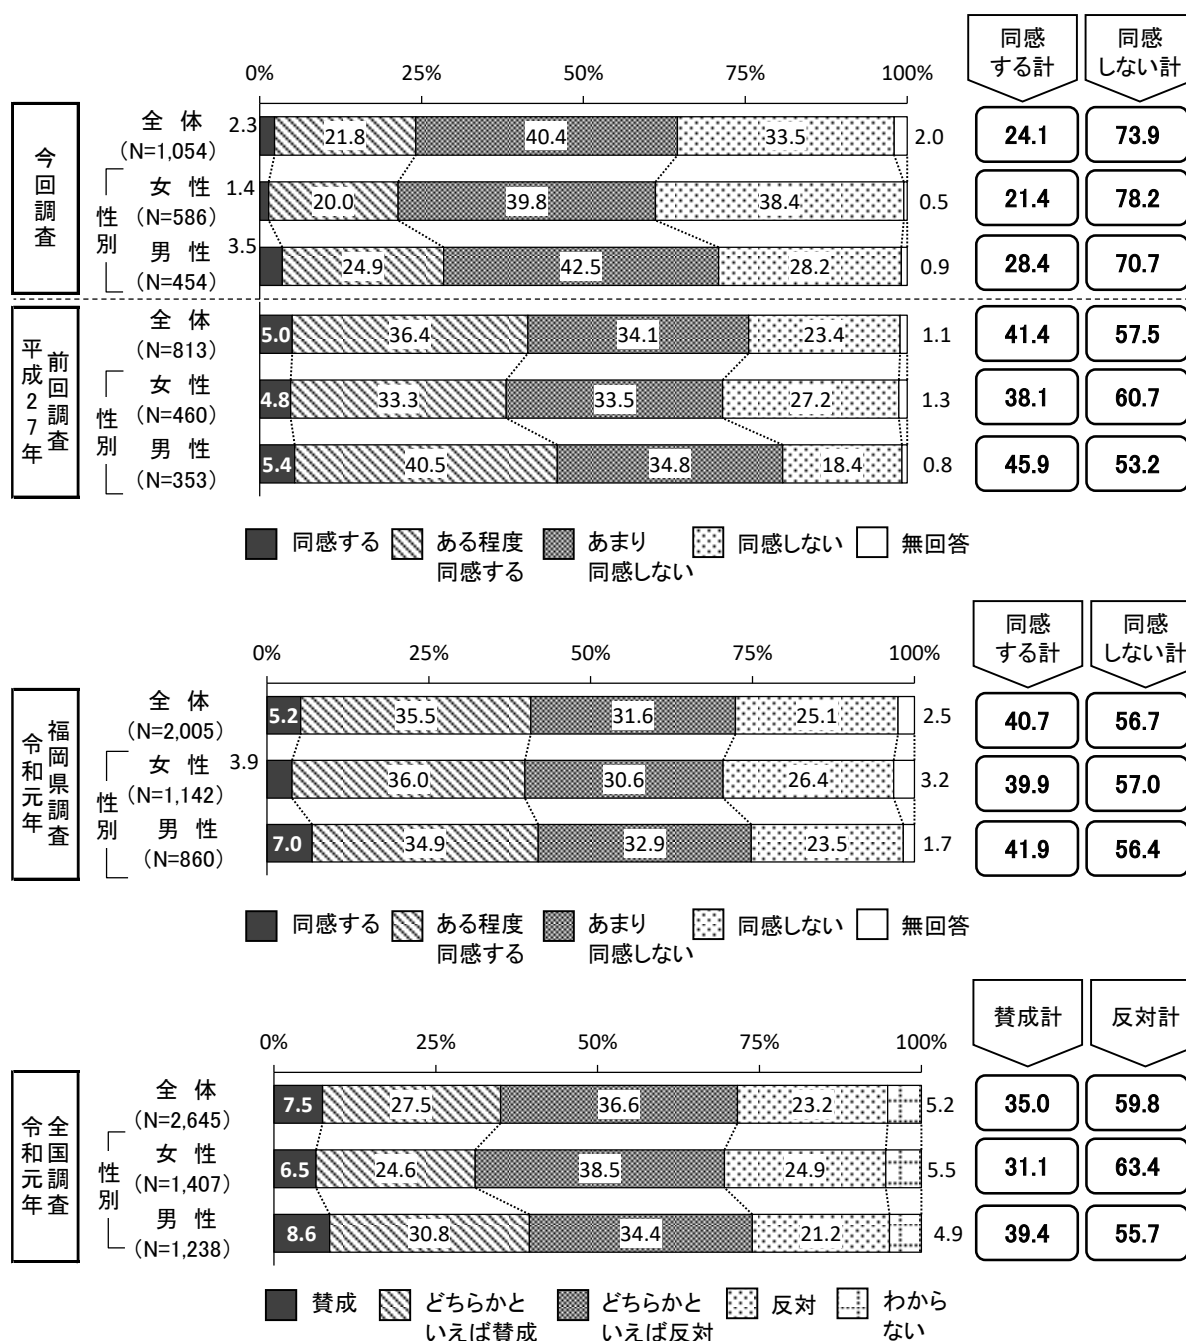 同感
する計
同感
しない計
0%
25%
50%
75%
100%
今回調査
全 体
(N=1,054)
2.3
21.8
40.4
33.5
2.0
24.1
73.9
性別
女 性
(N=586)
1.4
20.0
39.8
38.4
0.5
21.4
78.2
男 性
(N=454)
3.5
24.9
42.5
28.2
0.9
28.4
70.7
前回調査
平成27年
全 体
(N=813)
5.0
36.4
34.1
23.4
1.1
41.4
57.5
性別
女 性
(N=460)
4.8
33.3
33.5
27.2
1.3
38.1
60.7
男 性
(N=353)
5.4
40.5
34.8
18.4
0.8
45.9
53.2
同感する
ある程度
同感する
あまり
同感しない
同感しない
無回答
同感
する計
同感
しない計
0%
25%
50%
75%
100%
福岡県調査
令和元年
全 体
(N=2,005)
5.2
35.5
31.6
25.1
2.5
40.7
56.7
性別
女 性
(N=1,142)
3.9
36.0
30.6
26.4
3.2
39.9
57.0
男 性
(N=860)
7.0
34.9
32.9
23.5
1.7
41.9
56.4
同感する
ある程度
同感する
あまり
同感しない
同感しない
無回答
賛成計
反対計
0%
25%
50%
75%
100%
全国調査
令和元年
全 体
(N=2,645)
7.5
27.5
36.6
23.2
5.2
35.0
59.8
性別
女 性
(N=1,407)
6.5
24.6
38.5
24.9
5.5
31.1
63.4
男 性
(N=1,238)
8.6
30.8
34.4
21.2
4.9
39.4
55.7
賛成
どちらかと
いえば賛成
どちらかと
いえば反対
反対
わから
ない